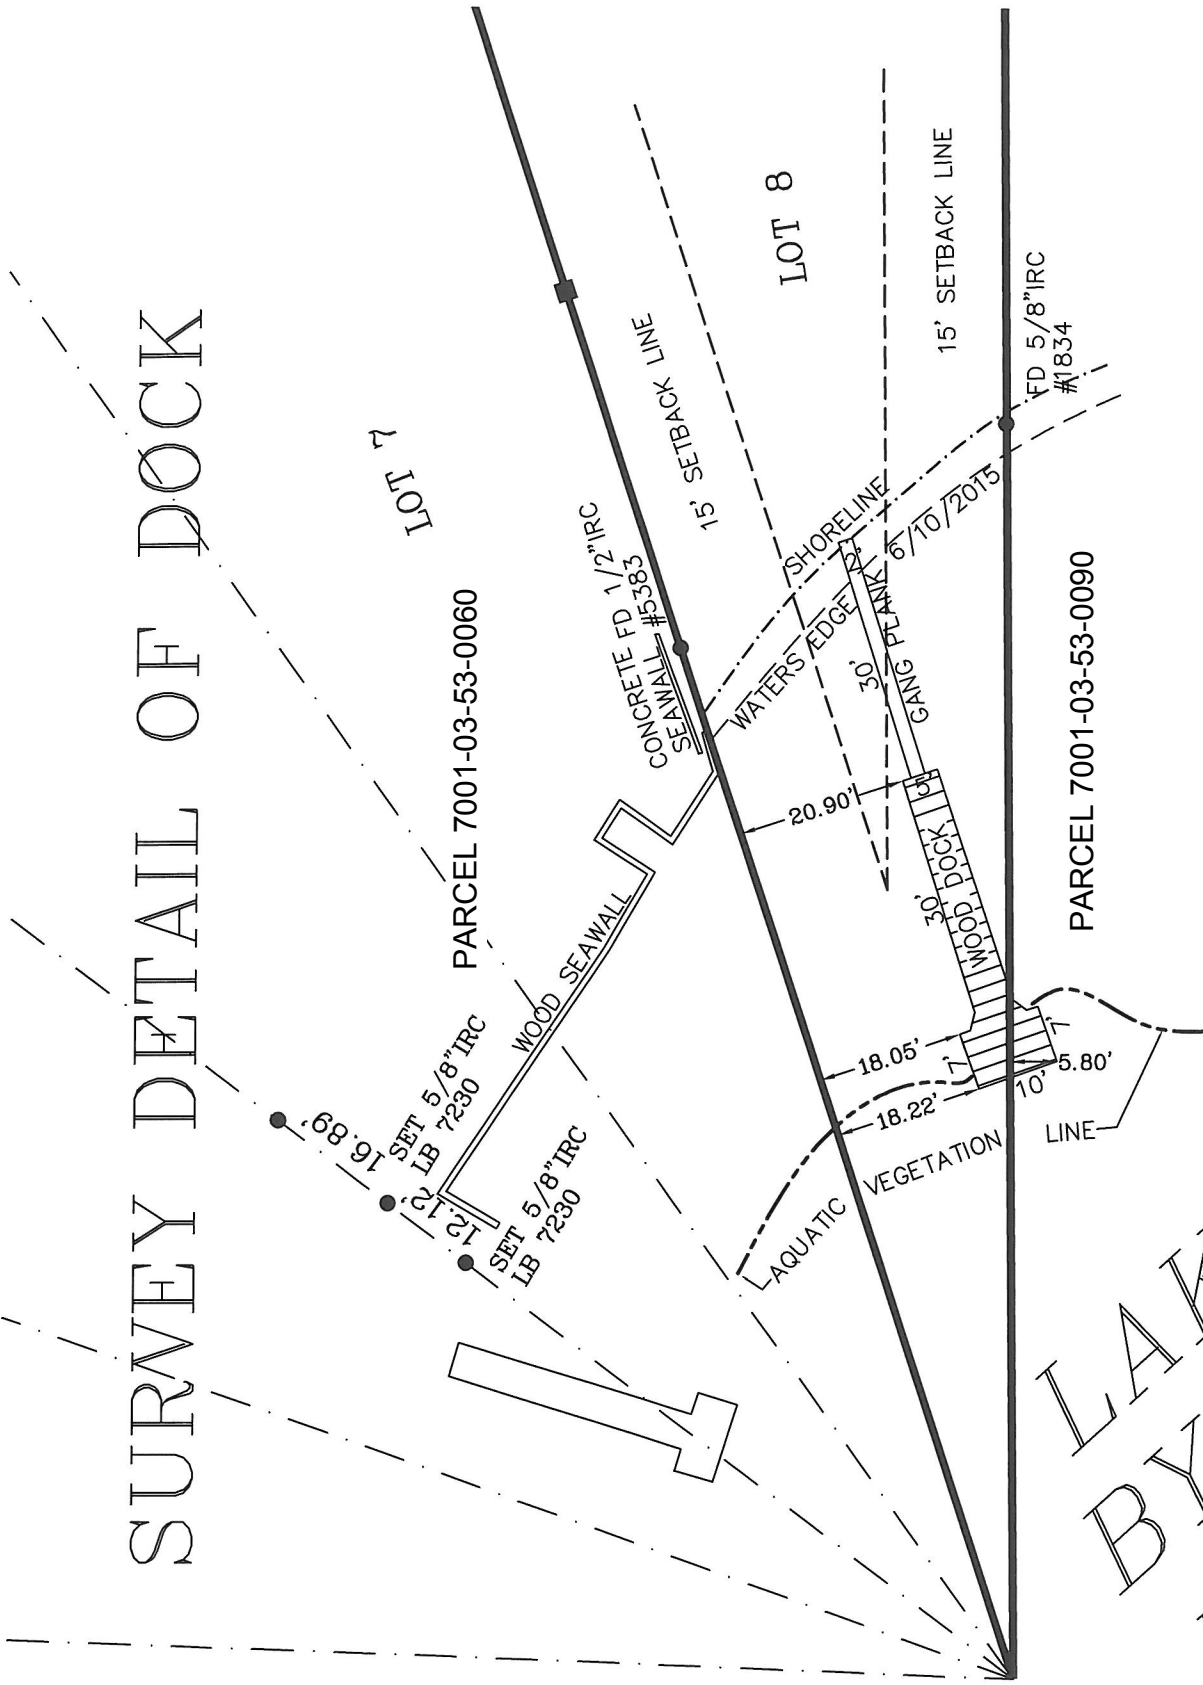 SURVEY DETAIL OF DOCK
LOT 7
PARCEL 7001-03-53-0060
LOT 8
15' SETBACK LINE
15' SETBACK LINE
FD 5/8"IRC
#1834
CONCRETE FD 1/2"IRC
SEAWALL #5383
SHORELINE
WATERS EDGE 6/10/2015
2'
30'
GANG PLANK
20.90'
5'
30'
WOOD DOCK
PARCEL 7001-03-53-0090
WOOD SEAWALL
16.89'
SET 5/8"IRC
LB 7230
12.12'
SET 5/8"IRC
LB 7230
18.05'
7'
7'
5.80'
10'
18.22'
AQUATIC VEGETATION LINE
LAK
BY